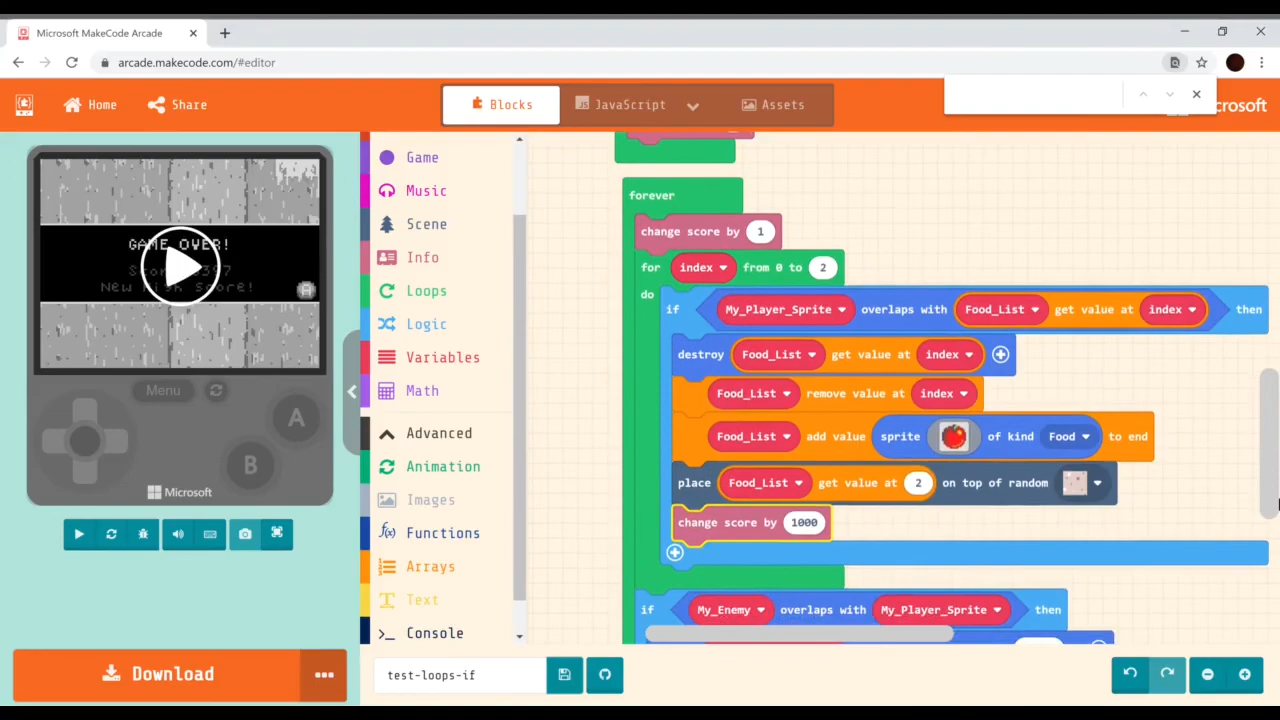 Microsoft MakeCode Arcade
arcade.makecode.com/#editor
Home
Share
Blocks
JavaScript
Assets
crosoft
GAME OVER!
New High Score!
Menu
A
B
Microsoft
Download
Game
Music
Scene
Info
Loops
Logic
Variables
Math
Advanced
Animation
Images
Functions
Arrays
Text
Console
forever
change score by 1
for index from 0 to 2
do
if My_Player_Sprite overlaps with Food_List get value at index then
destroy Food_List get value at index
Food_List remove value at index
Food_List add value sprite of kind Food to end
place Food_List get value at 2 on top of random
change score by 1000
if My_Enemy overlaps with My_Player_Sprite then
test-loops-if